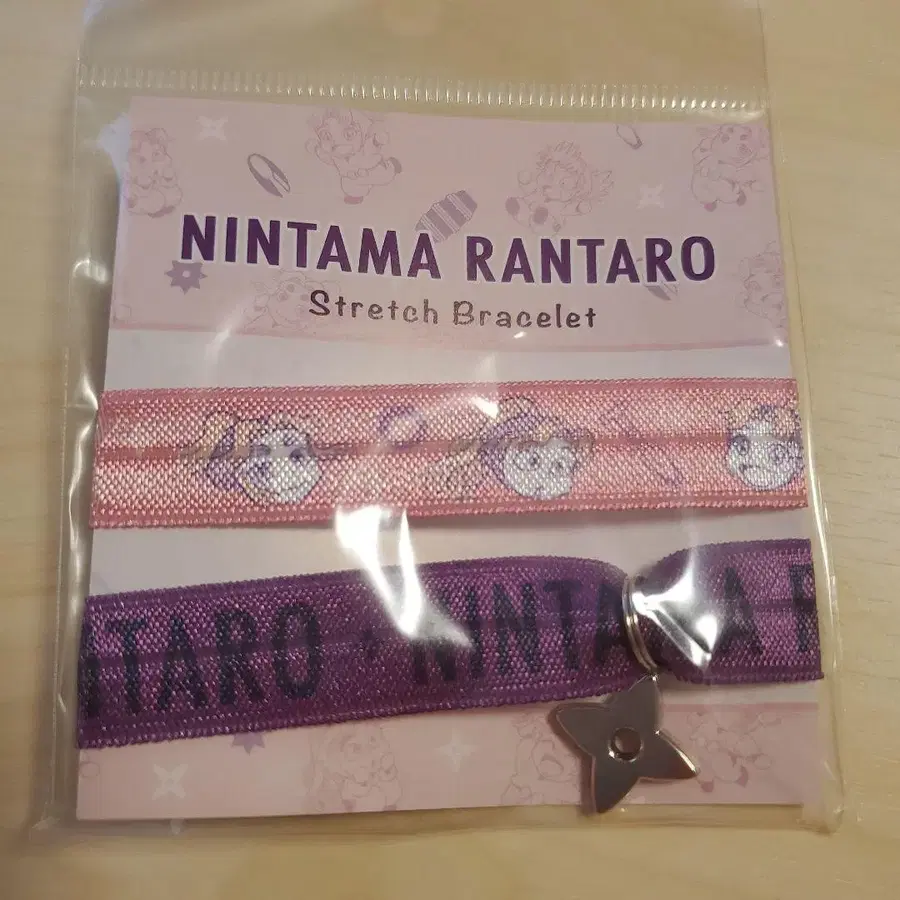 NINTAMA RANTARO
Stretch Bracelet
NTARO · NINTAMA R